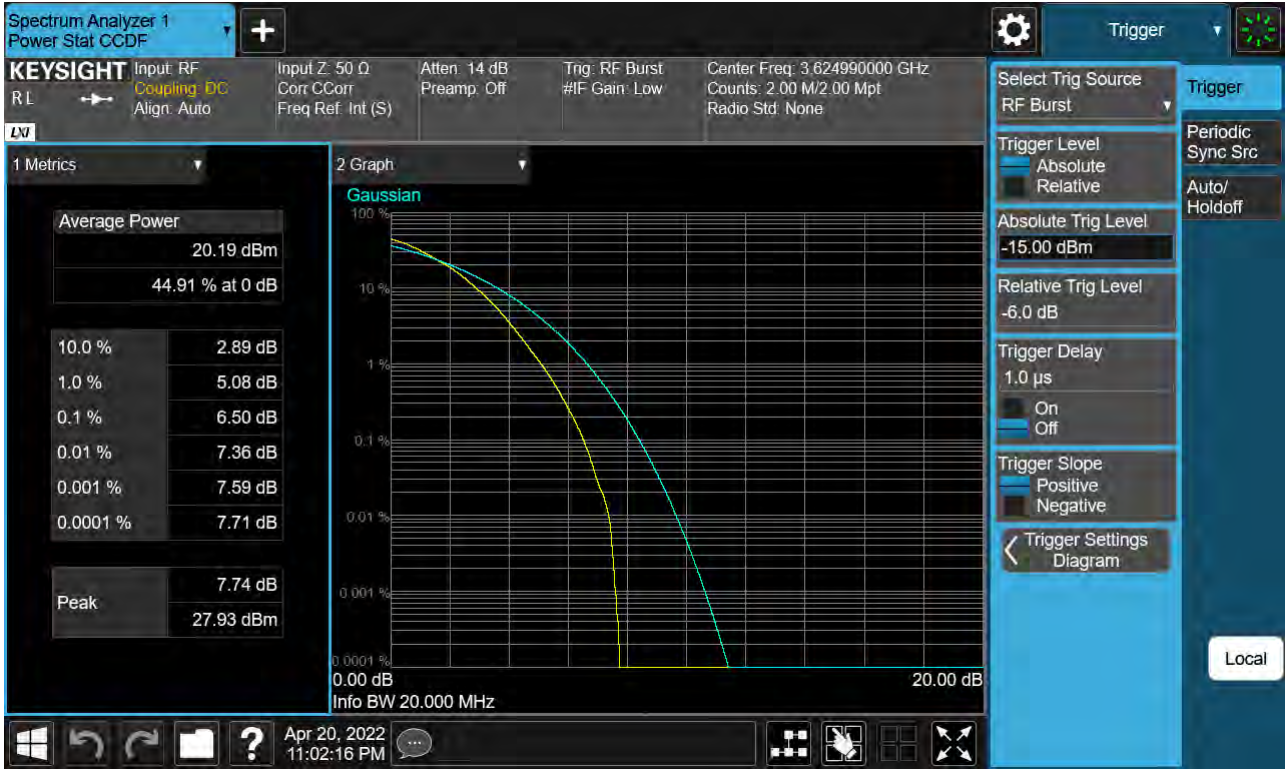 Spectrum Analyzer 1
Power Stat CCDF
+
Trigger
KEYSIGHT
R L
LXI
Input: RF
Coupling: DC
Align: Auto
Input Z: 50 Ω
Corr CCorr
Freq Ref: Int (S)
Atten: 14 dB
Preamp: Off
Trig: RF Burst
#IF Gain: Low
Center Freq: 3.624990000 GHz
Counts: 2.00 M/2.00 Mpt
Radio Std: None
1 Metrics
Average Power
20.19 dBm
44.91 % at 0 dB
10.0 % 2.89 dB
1.0 % 5.08 dB
0.1 % 6.50 dB
0.01 % 7.36 dB
0.001 % 7.59 dB
0.0001 % 7.71 dB
Peak
7.74 dB
27.93 dBm
2 Graph
Gaussian
100 %
10 %
1 %
0.1 %
0.01 %
0.001 %
0.0001 %
0.00 dB 20.00 dB
Info BW 20.000 MHz
Select Trig Source
RF Burst
Trigger Level
Absolute
Relative
Absolute Trig Level
-15.00 dBm
Relative Trig Level
-6.0 dB
Trigger Delay
1.0 µs
On
Off
Trigger Slope
Positive
Negative
Trigger Settings
Diagram
Trigger
Periodic
Sync Src
Auto/
Holdoff
Local
?
Apr 20, 2022
11:02:16 PM